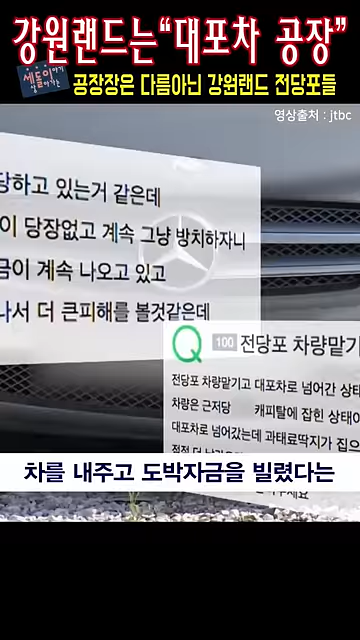 강원랜드는“대포차 공장”
세돌이
공장장은 다름아닌 강원랜드 전당포들
영상출처 : jtbc
당하고 있는거 같은데
이 당장없고 계속 그냥 방치하자니
금이 계속 나오고 있고
나서 더 큰피해를 볼것같은데
Q 100 전당포 차량맡기
전당포 차량맡기고 대포차로 넘어간 상태
차량은 근저당 캐피탈에 잡힌 상태이
대포차로 넘어갔는데 과태료딱지가 집으
차를 내주고 도박자금을 빌렸다는